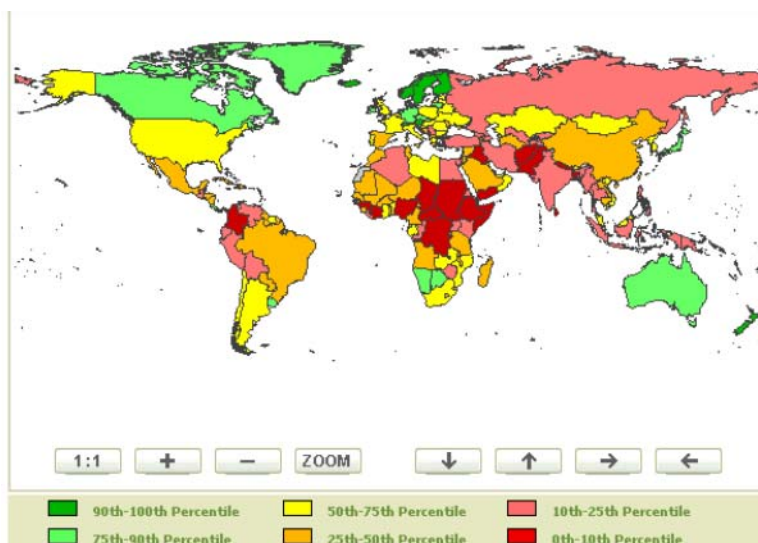 1:1 + − ZOOM ↓ ↑ → ←
90th-100th Percentile 50th-75th Percentile 10th-25th Percentile
75th-90th Percentile 25th-50th Percentile 0th-10th Percentile